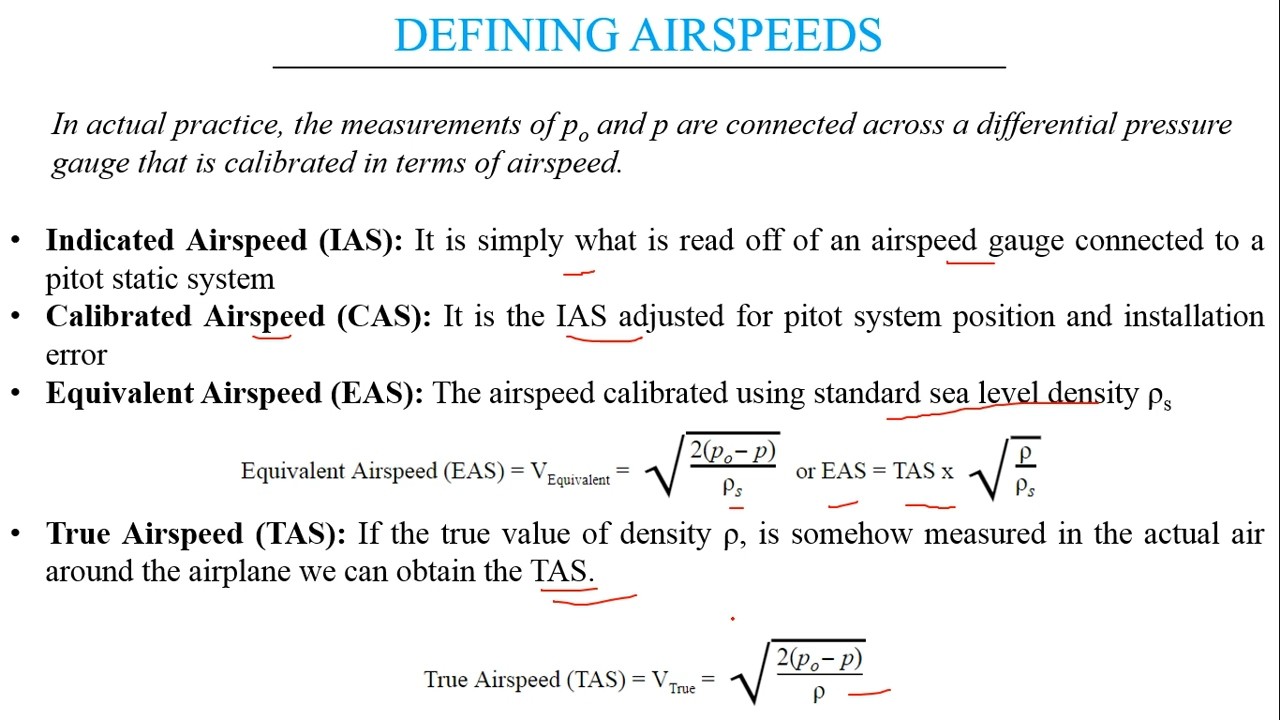 DEFINING AIRSPEEDS
In actual practice, the measurements of pₒ and p are connected across a differential pressure
gauge that is calibrated in terms of airspeed.
• Indicated Airspeed (IAS): It is simply what is read off of an airspeed gauge connected to a
pitot static system
• Calibrated Airspeed (CAS): It is the IAS adjusted for pitot system position and installation
error
• Equivalent Airspeed (EAS): The airspeed calibrated using standard sea level density ρₛ
Equivalent Airspeed (EAS) = V_Equivalent = √(2(pₒ – p)/ρₛ) or EAS = TAS x √(ρ/ρₛ)
• True Airspeed (TAS): If the true value of density ρ, is somehow measured in the actual air
around the airplane we can obtain the TAS.
True Airspeed (TAS) = V_True = √(2(pₒ – p)/ρ)